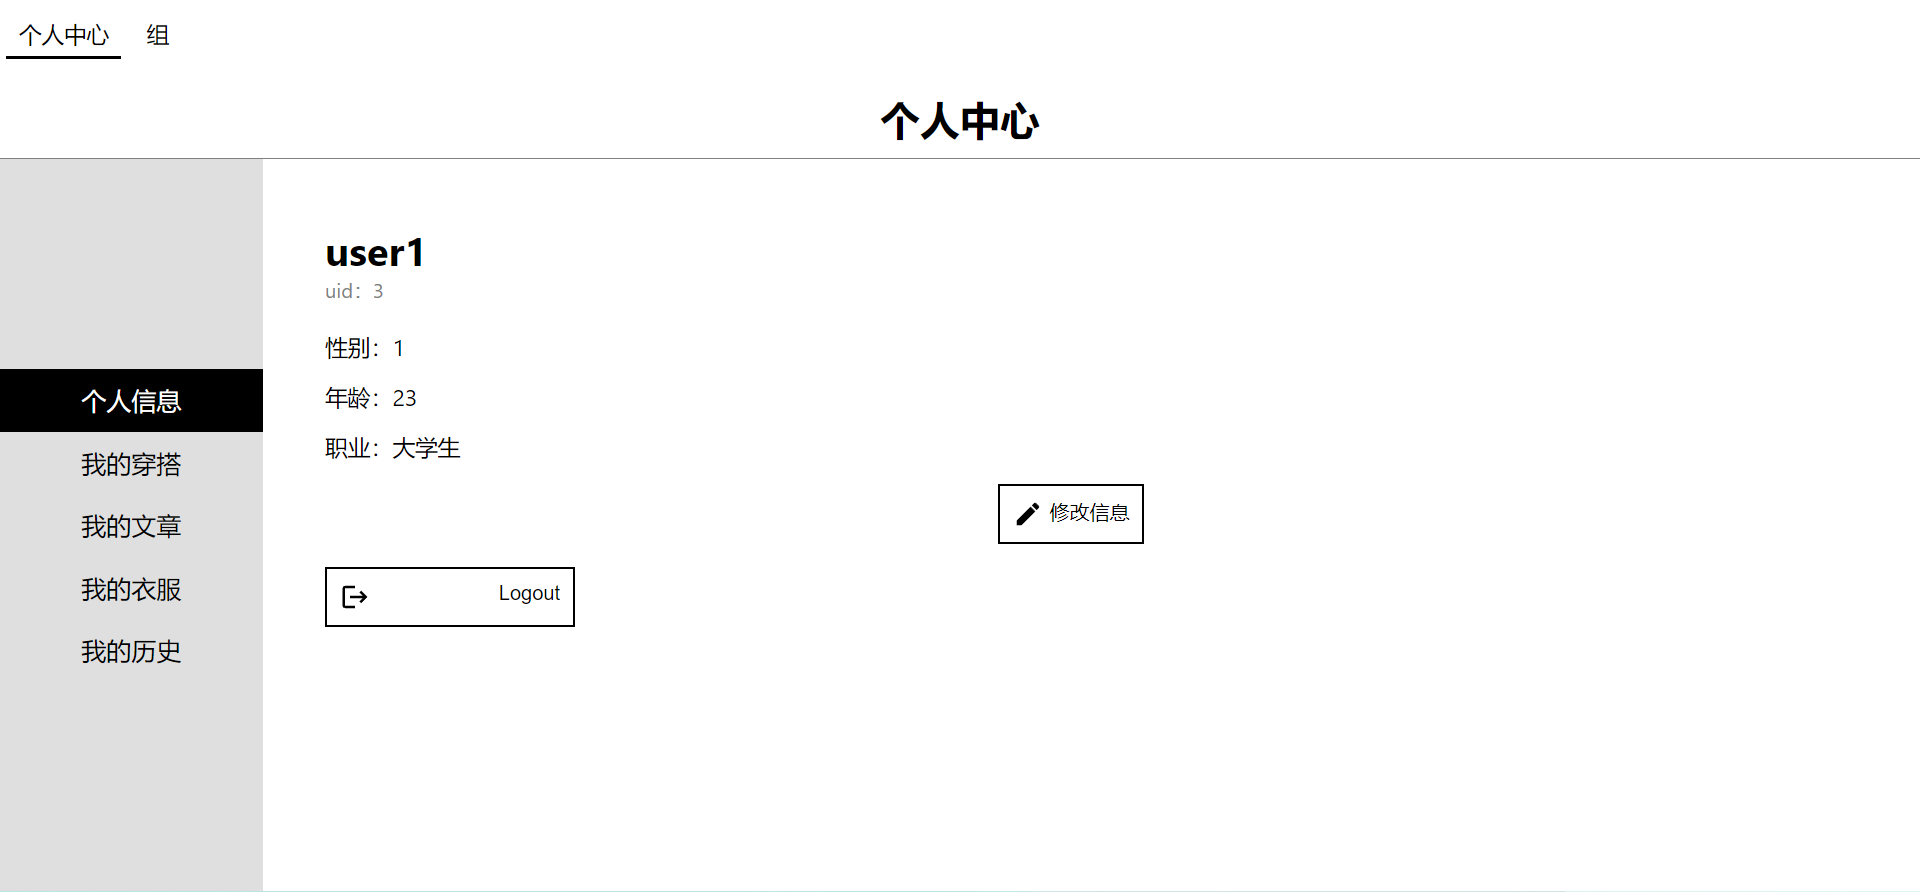 个人中心 组
个人中心
个人信息
我的穿搭
我的文章
我的衣服
我的历史
user1
uid：3
性别：1
年龄：23
职业：大学生
修改信息
Logout